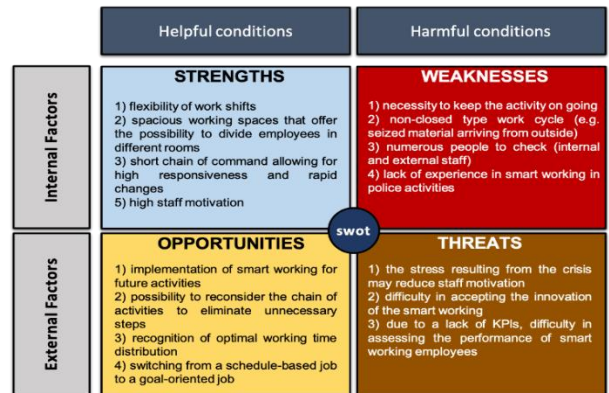 Helpful conditions
Harmful conditions
Internal Factors
STRENGTHS
1) flexibility of work shifts
2) spacious working spaces that offer
the possibility to divide employees in
different rooms
3) short chain of command allowing for
high responsiveness and rapid
changes
5) high staff motivation
WEAKNESSES
1) necessity to keep the activity on going
2) non-closed type work cycle (e.g.
seized material arriving from outside)
3) numerous people to check (internal
and external staff)
4) lack of experience in smart working in
police activities
swot
External Factors
OPPORTUNITIES
1) implementation of smart working for
future activities
2) possibility to reconsider the chain of
activities to eliminate unnecessary
steps
3) recognition of optimal working time
distribution
4) switching from a schedule-based job
to a goal-oriented job
THREATS
1) the stress resulting from the crisis
may reduce staff motivation
2) difficulty in accepting the innovation
of the smart working
3) due to a lack of KPIs, difficulty in
assessing the performance of smart
working employees